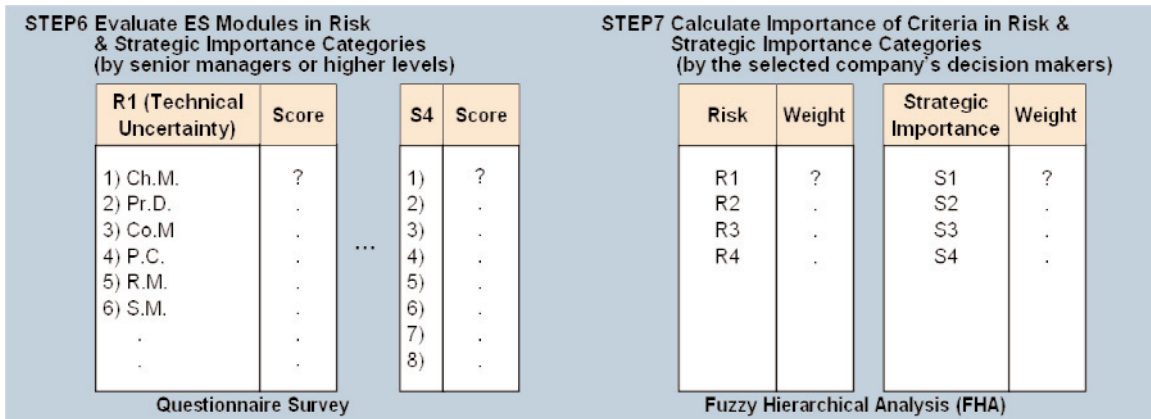 STEP6 Evaluate ES Modules in Risk
& Strategic Importance Categories
(by senior managers or higher levels)
R1 (Technical
Uncertainty)
Score
1) Ch.M.
?
2) Pr.D.
.
3) Co.M
.
4) P.C.
.
5) R.M.
.
6) S.M.
.
.
.
.
.
...
S4
Score
1)
?
2)
.
3)
.
4)
.
5)
.
6)
.
7)
.
8)
.
Questionnaire Survey
STEP7 Calculate Importance of Criteria in Risk &
Strategic Importance Categories
(by the selected company's decision makers)
Risk
Weight
R1
?
R2
.
R3
.
R4
.
Strategic
Importance
Weight
S1
?
S2
.
S3
.
S4
.
Fuzzy Hierarchical Analysis (FHA)